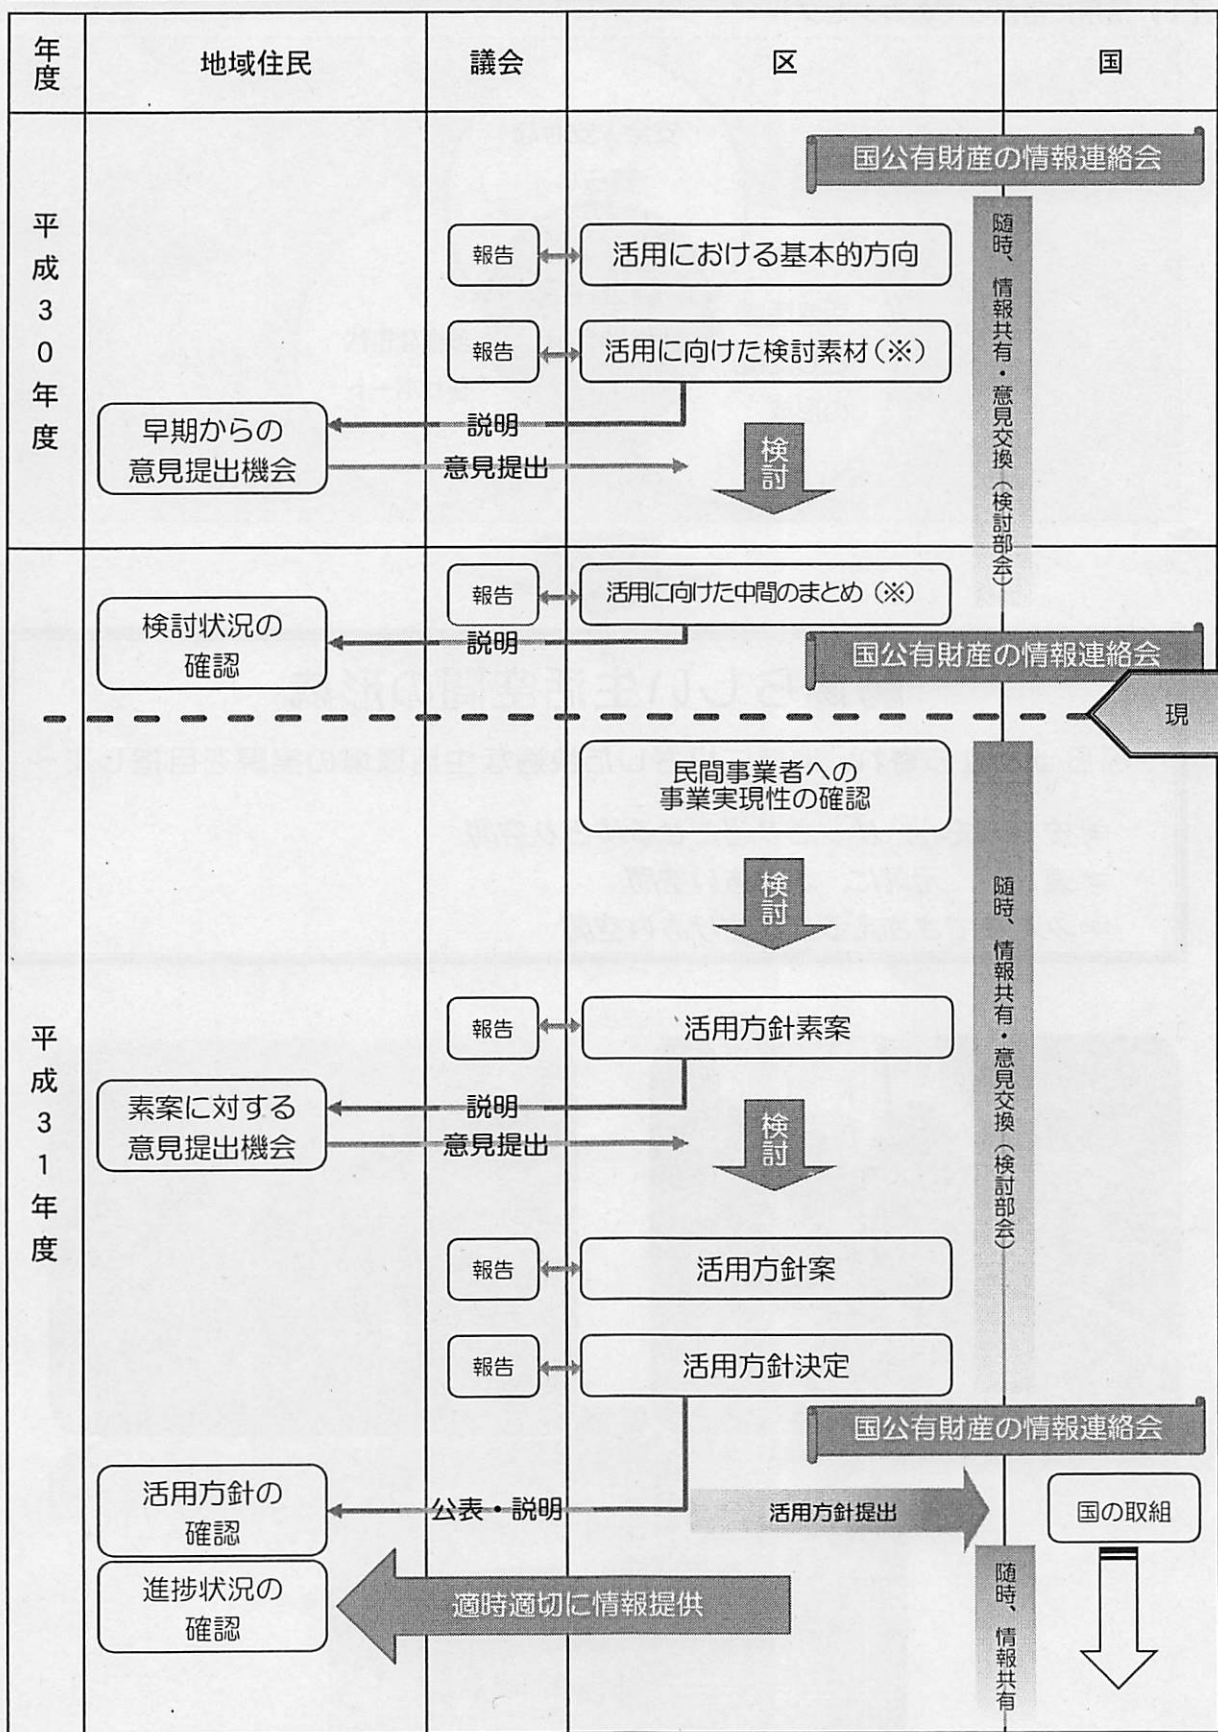 年度
地域住民
議会
区
国
平成30年度
国公有財産の情報連絡会
随時、情報共有・意見交換（検討部会）
報告
活用における基本的方向
報告
活用に向けた検討素材(※)
早期からの
意見提出機会
説明
意見提出
検討
報告
活用に向けた中間のまとめ（※）
検討状況の
確認
説明
国公有財産の情報連絡会
現
平成31年度
民間事業者への
事業実現性の確認
随時、情報共有・意見交換（検討部会）
検討
報告
活用方針素案
素案に対する
意見提出機会
説明
意見提出
検討
報告
活用方針案
報告
活用方針決定
国公有財産の情報連絡会
活用方針の
確認
公表・説明
活用方針提出
国の取組
進捗状況の
確認
適時適切に情報提供
随時、情報共有